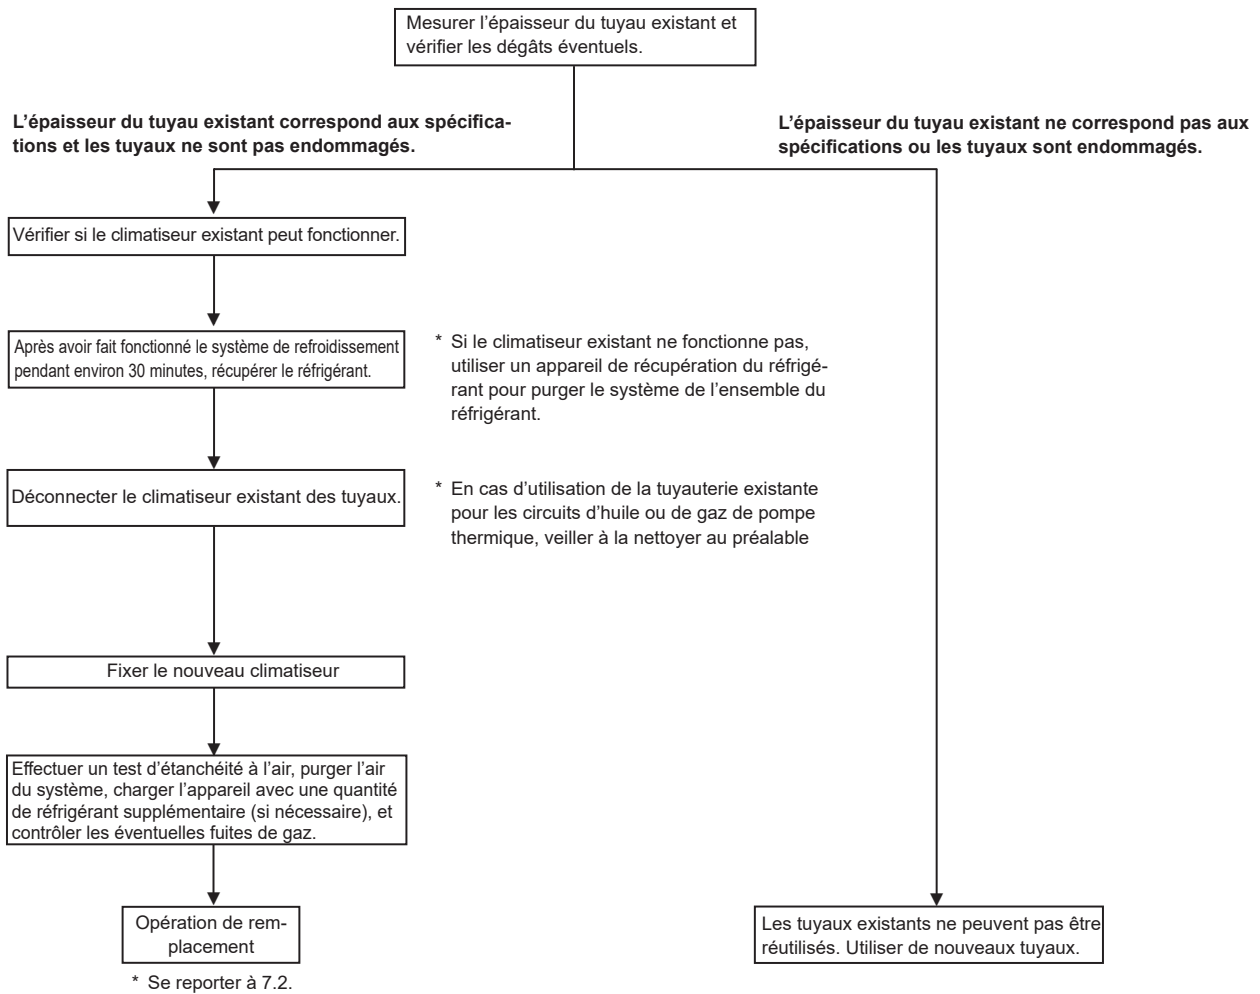 Mesurer l’épaisseur du tuyau existant et
vérifier les dégâts éventuels.
L’épaisseur du tuyau existant correspond aux spécifica-
tions et les tuyaux ne sont pas endommagés.
L’épaisseur du tuyau existant ne correspond pas aux
spécifications ou les tuyaux sont endommagés.
Vérifier si le climatiseur existant peut fonctionner.
Après avoir fait fonctionné le système de refroidissement
pendant environ 30 minutes, récupérer le réfrigérant.
* Si le climatiseur existant ne fonctionne pas,
utiliser un appareil de récupération du réfrigé-
rant pour purger le système de l’ensemble du
réfrigérant.
Déconnecter le climatiseur existant des tuyaux.
* En cas d’utilisation de la tuyauterie existante
pour les circuits d’huile ou de gaz de pompe
thermique, veiller à la nettoyer au préalable
Fixer le nouveau climatiseur
Effectuer un test d’étanchéité à l’air, purger l’air
du système, charger l’appareil avec une quantité
de réfrigérant supplémentaire (si nécessaire), et
contrôler les éventuelles fuites de gaz.
Opération de rem-
placement
* Se reporter à 7.2.
Les tuyaux existants ne peuvent pas être
réutilisés. Utiliser de nouveaux tuyaux.